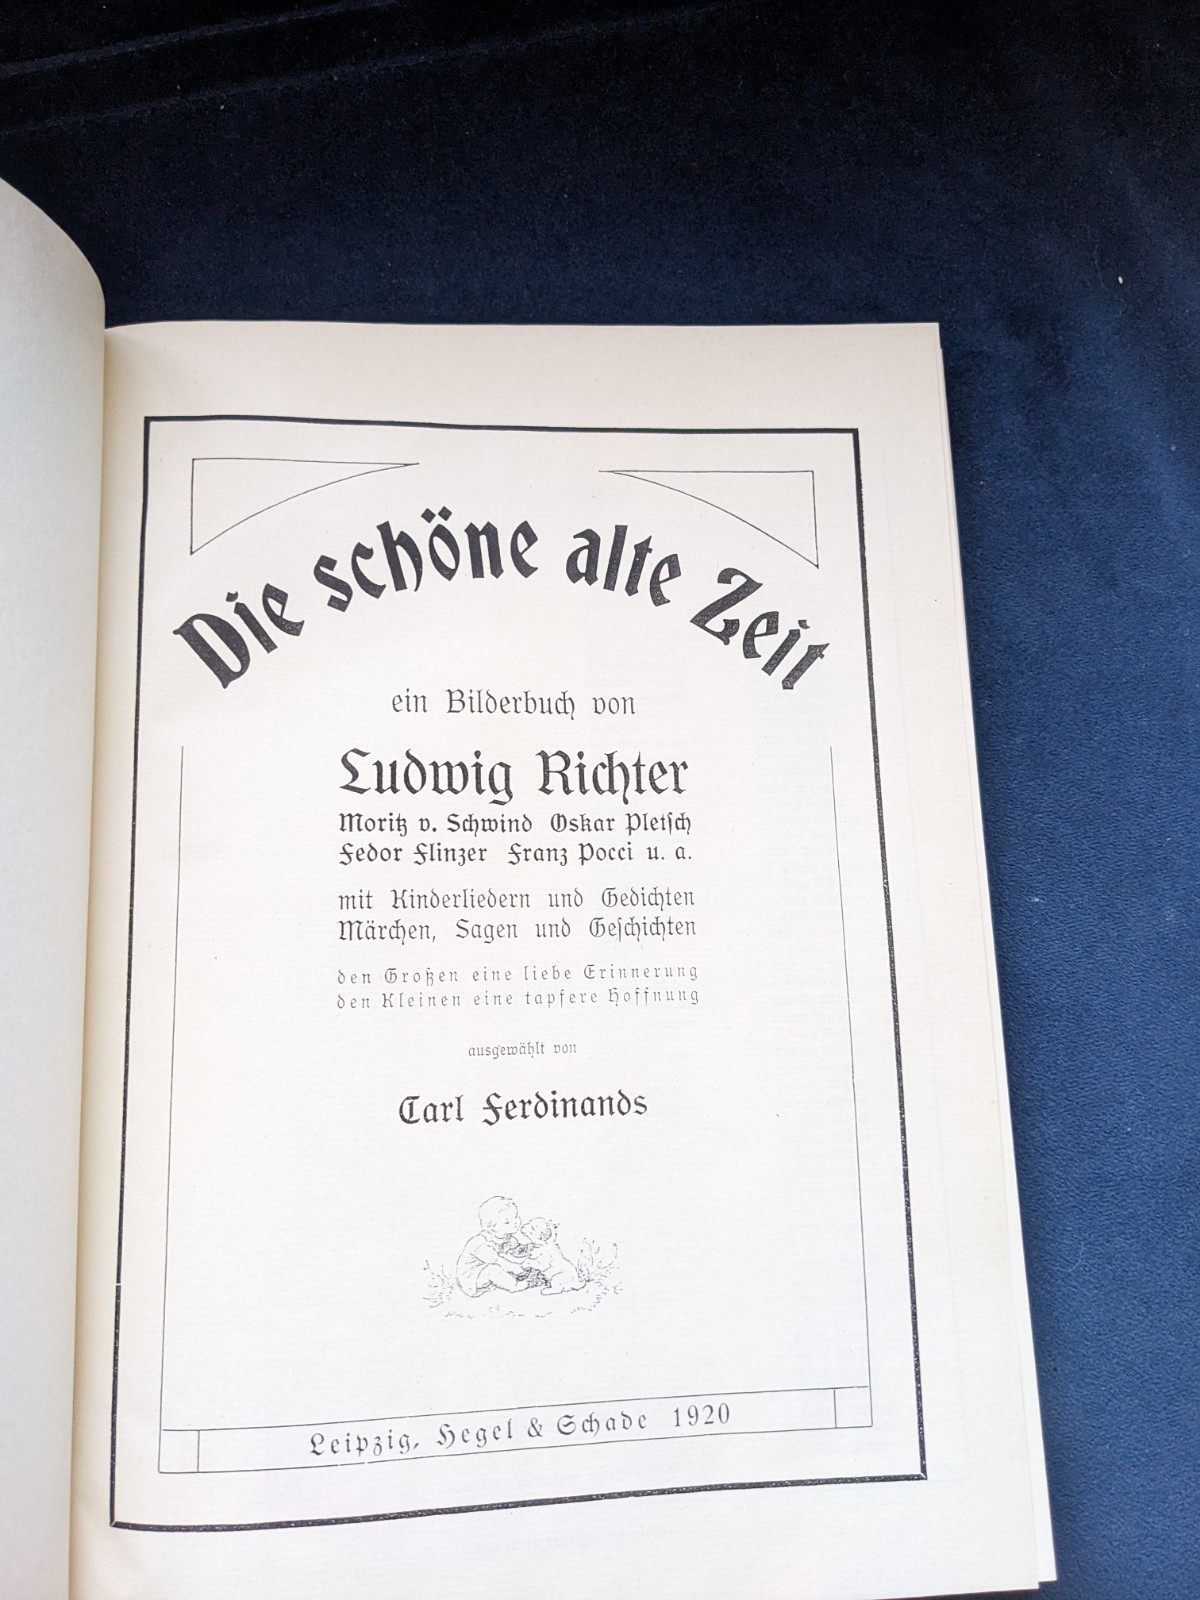 Die schöne alte Zeit
ein Bilderbuch von
Ludwig Richter
Moritz v. Schwind Oskar Pletsch
Fedor Flinzer Franz Pocci u. a.
mit Kinderliedern und Gedichten
Märchen, Sagen und Geschichten
den Großen eine liebe Erinnerung
den Kleinen eine tapfere Hoffnung
ausgewählt von
Carl Ferdinands
Leipzig, Hegel & Schade 1920